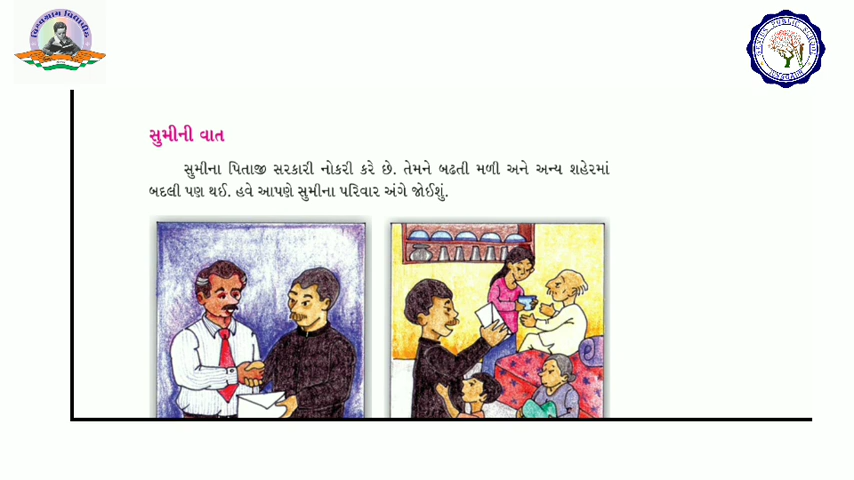 સુમીની વાત
સુમીના પિતાજી સરકારી નોકરી કરે છે. તેમને બઢતી મળી અને અન્ય શહેરમાં
બદલી પણ થઈ. હવે આપણે સુમીના પરિવાર અંગે જોઈશું.